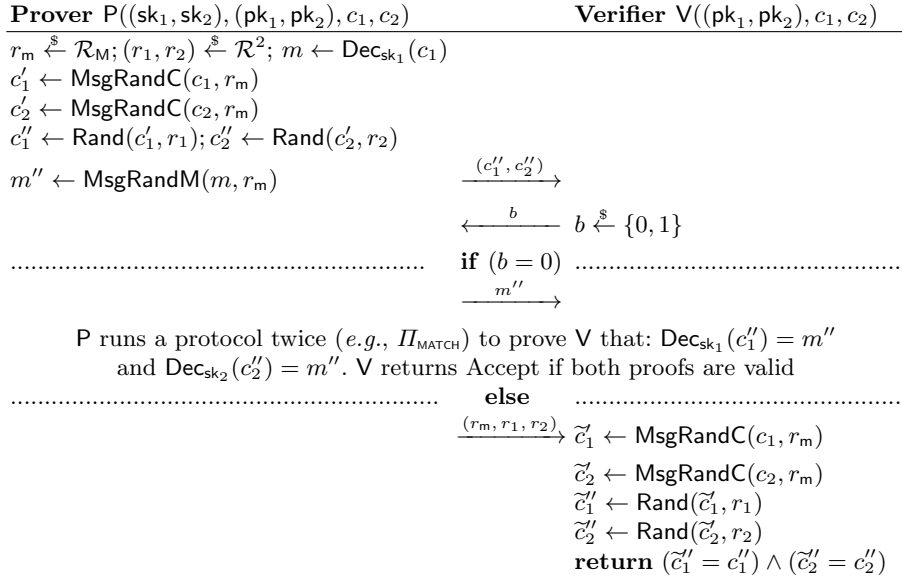 Prover P((sk₁, sk₂), (pk₁, pk₂), c₁, c₂) Verifier V((pk₁, pk₂), c₁, c₂)
r_m ←$ R_M; (r₁, r₂) ←$ R²; m ← Dec_sk₁(c₁)
c′₁ ← MsgRandC(c₁, r_m)
c′₂ ← MsgRandC(c₂, r_m)
c″₁ ← Rand(c′₁, r₁); c″₂ ← Rand(c′₂, r₂)
m″ ← MsgRandM(m, r_m) (c″₁, c″₂)
b b ←$ {0, 1}
if (b = 0)
m″
P runs a protocol twice (e.g., Π_MATCH) to prove V that: Dec_sk₁(c″₁) = m″
and Dec_sk₂(c″₂) = m″. V returns Accept if both proofs are valid
else
(r_m, r₁, r₂) c̃′₁ ← MsgRandC(c₁, r_m)
c̃′₂ ← MsgRandC(c₂, r_m)
c̃″₁ ← Rand(c̃′₁, r₁)
c̃″₂ ← Rand(c̃′₂, r₂)
return (c̃″₁ = c″₁) ∧ (c̃″₂ = c″₂)